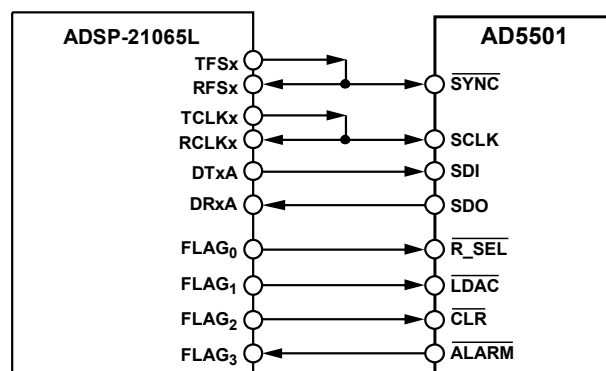 ADSP-21065L
AD5501
TFSx
RFSx
SYNC
TCLKx
RCLKx
SCLK
DTxA
SDI
DRxA
SDO
FLAG0
R_SEL
FLAG1
LDAC
FLAG2
CLR
FLAG3
ALARM